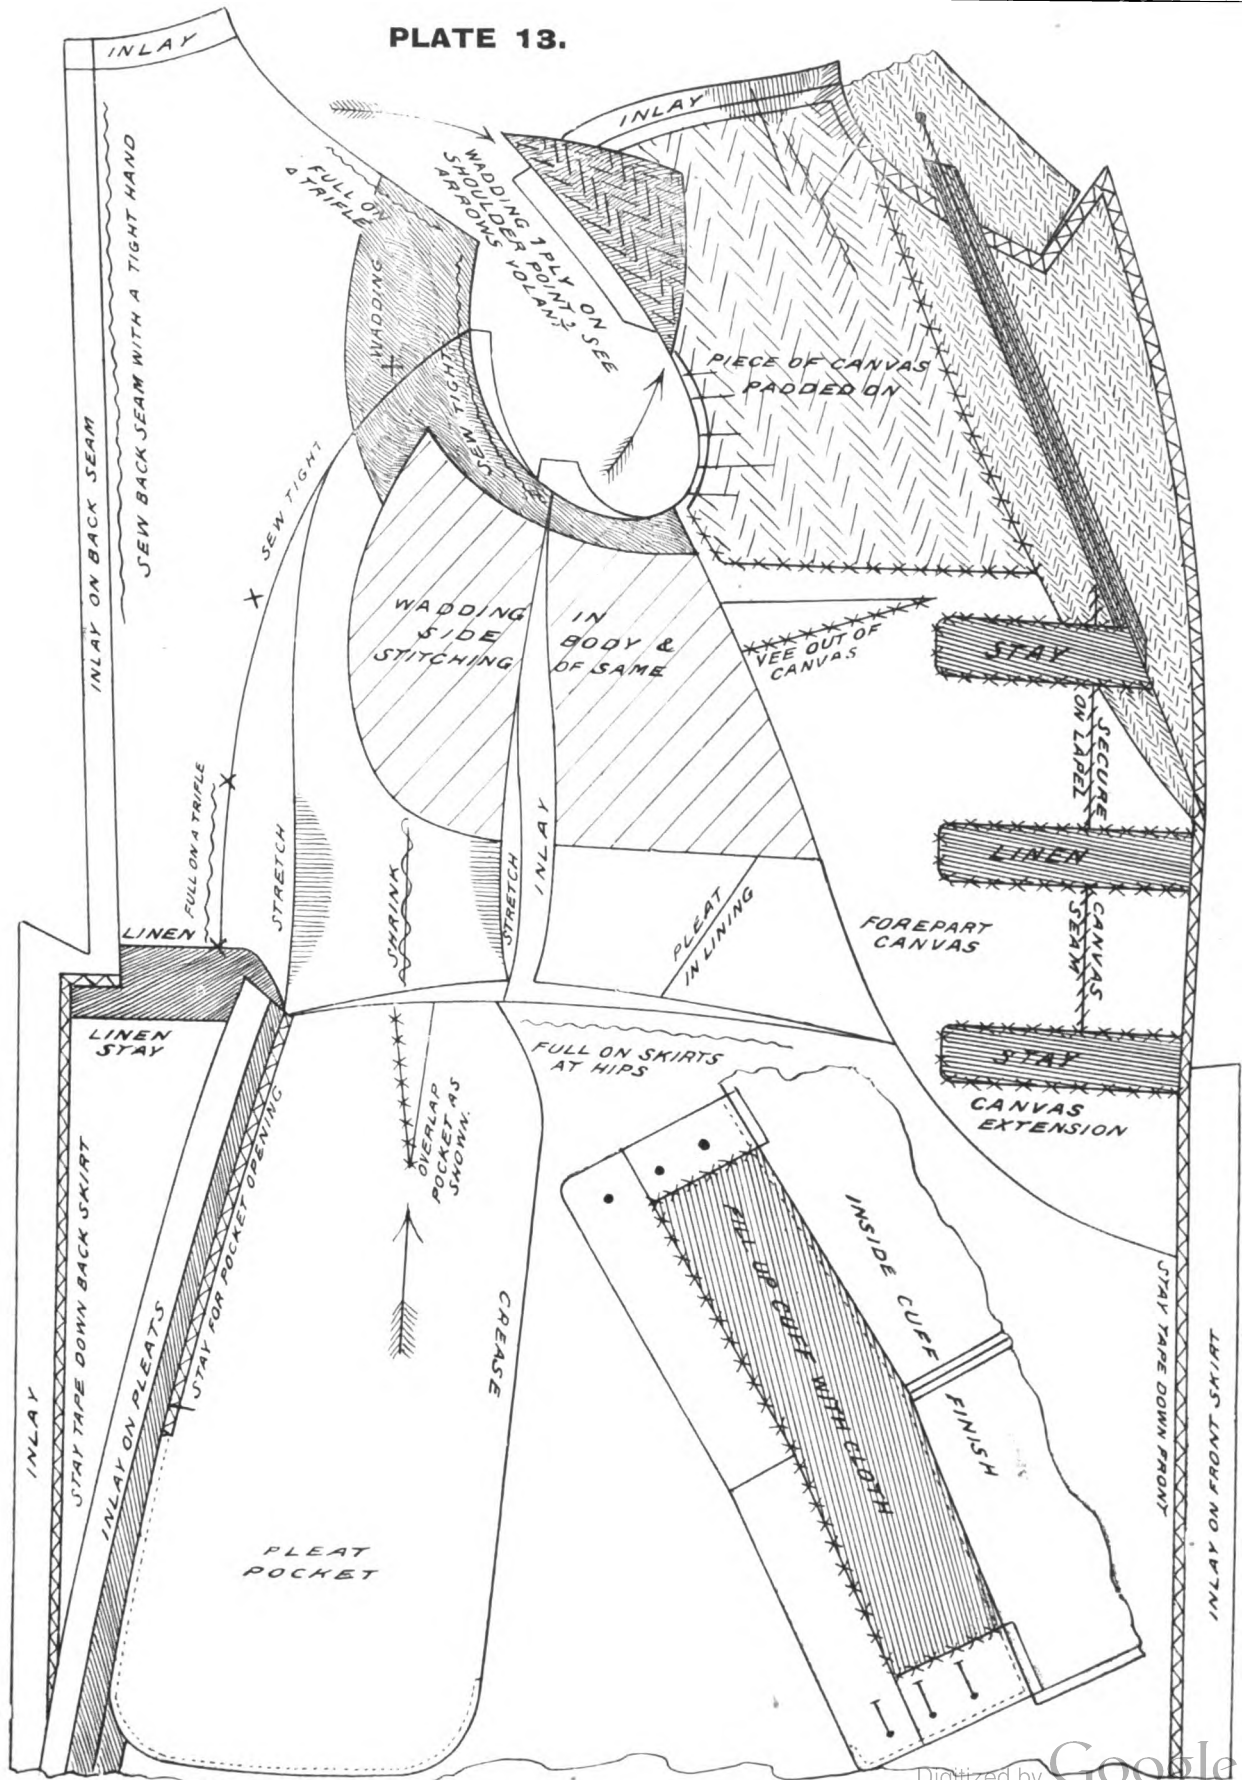 PLATE 13.
INLAY
INLAY
SEW BACK SEAM WITH A TIGHT HAND
INLAY ON BACK SEAM
FULL ON
A TRIFLE
WADDING 1 PLY ON
SHOULDER POINT? SEE
ARROWS VOLANT?
WADDING
SEW TIGHT
SEW TIGHT
PIECE OF CANVAS
PADDED ON
WADDING IN
SIDE BODY &
STITCHING OF SAME
VEE OUT OF
CANVAS
STAY
SECURE
ON LAPEL
FULL ON A TRIFLE
STRETCH
SHRINK
STRETCH
INLAY
LINEN
PLEAT
IN LINING
FOREPART
CANVAS
CANVAS
SEAM
LINEN
LINEN
STAY
FULL ON SKIRTS
AT HIPS
STAY
CANVAS
EXTENSION
OVERLAP
POCKET AS
SHOWN.
STAY FOR POCKET OPENING
STAY TAPE DOWN BACK SKIRT
INLAY ON PLEATS
INLAY
CREASE
INSIDE CUFF
FINISH
FILL UP CUFF WITH CLOTH
STAY TAPE DOWN FRONT
INLAY ON FRONT SKIRT
PLEAT
POCKET
Digitized by Google